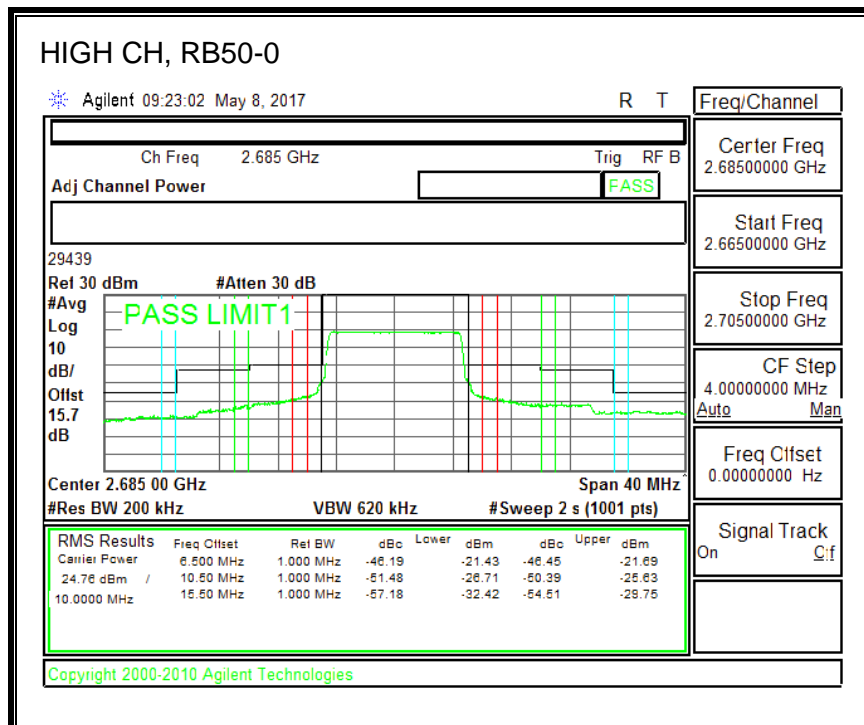 HIGH CH, RB50-0
Agilent 09:23:02 May 8, 2017 R T
Freq/Channel
Ch Freq 2.685 GHz Trig RF B
Adj Channel Power PASS
Center Freq
2.68500000 GHz
Start Freq
2.66500000 GHz
Stop Freq
2.70500000 GHz
CF Step
4.00000000 MHz
Auto Man
Freq Offset
0.00000000 Hz
Signal Track
On Off
29439
Ref 30 dBm #Atten 30 dB
#Avg
Log
10
dB/
Offst
15.7
dB
PASS LIMIT1
Center 2.685 00 GHz Span 40 MHz
#Res BW 200 kHz VBW 620 kHz #Sweep 2 s (1001 pts)
RMS Results Freq Offset Ref BW dBc Lower dBm dBc Upper dBm
Carrier Power 6.500 MHz 1.000 MHz -46.19 -21.43 -46.45 -21.69
24.76 dBm / 10.50 MHz 1.000 MHz -51.48 -26.71 -50.39 -25.63
10.0000 MHz 15.50 MHz 1.000 MHz -57.18 -32.42 -54.51 -29.75
Copyright 2000-2010 Agilent Technologies